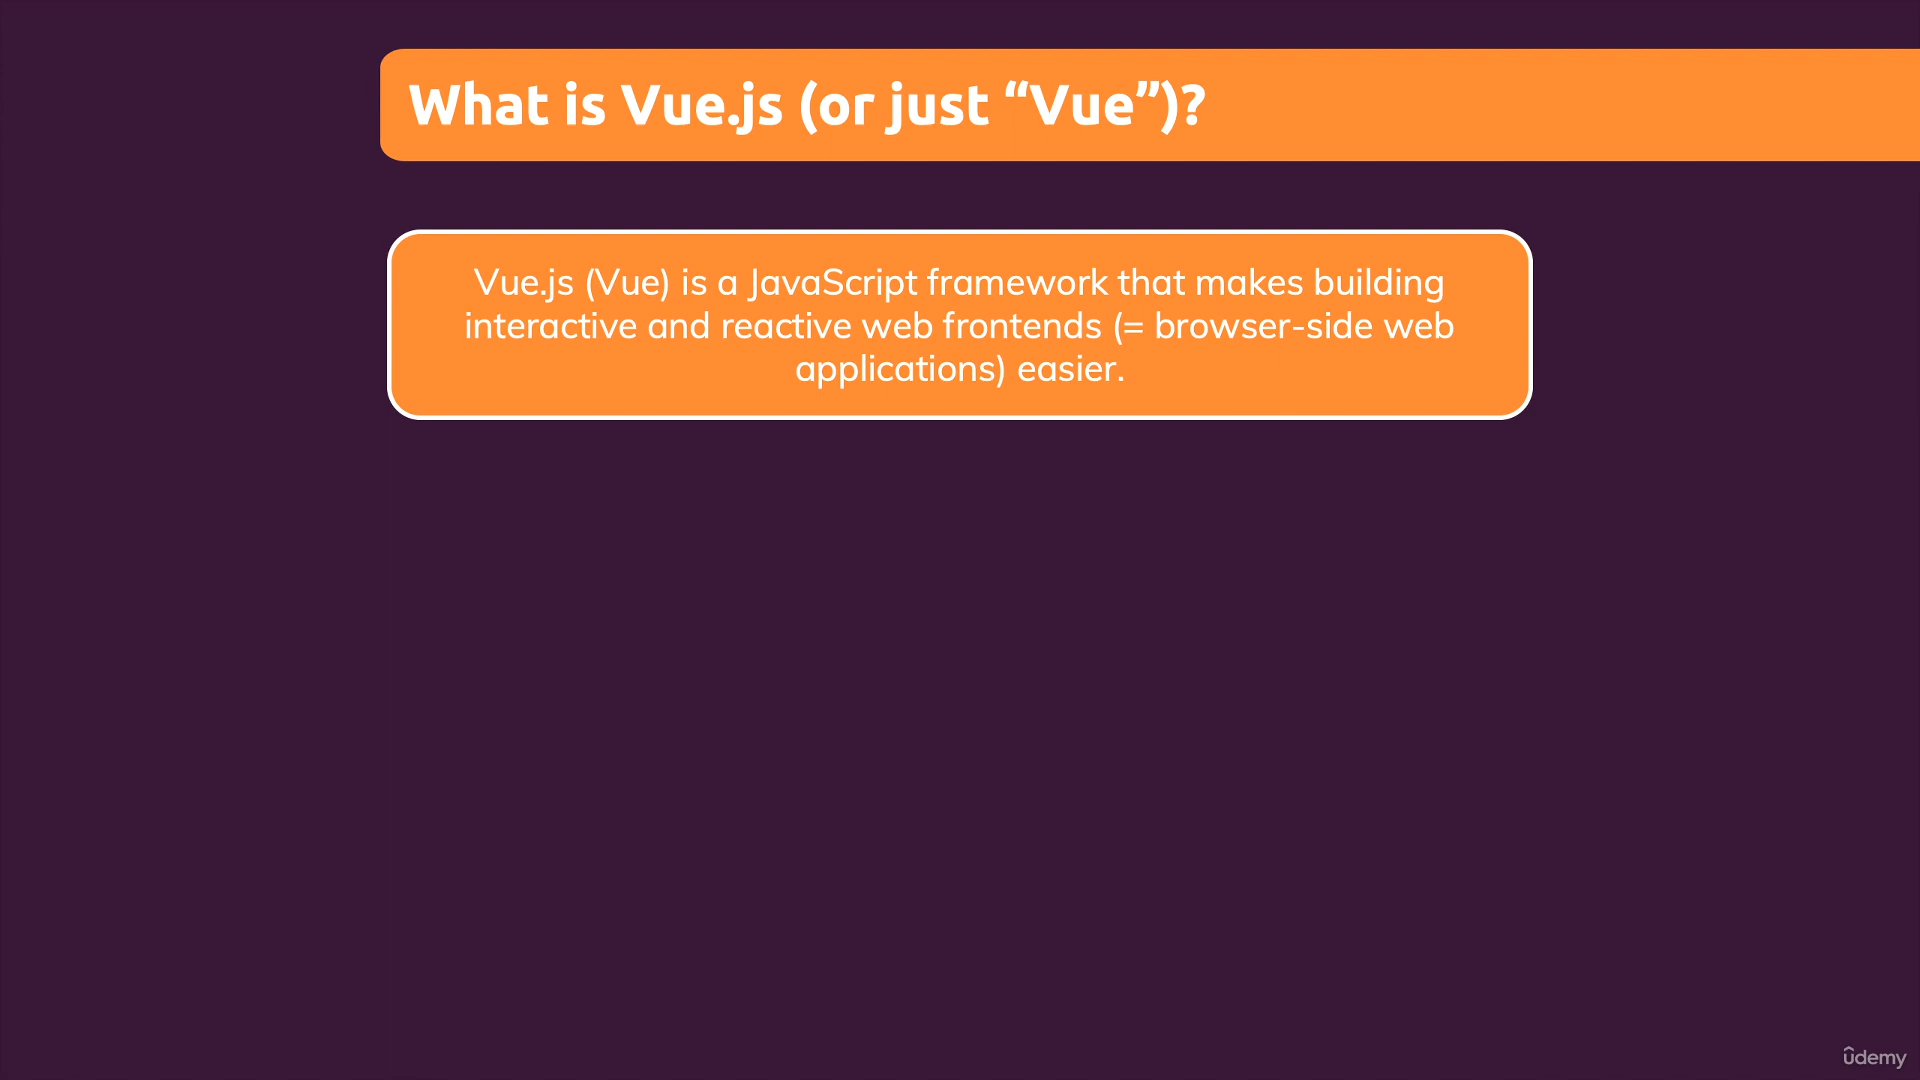 What is Vue.js (or just “Vue”)?
Vue.js (Vue) is a JavaScript framework that makes building
interactive and reactive web frontends (= browser-side web
applications) easier.
ûdemy